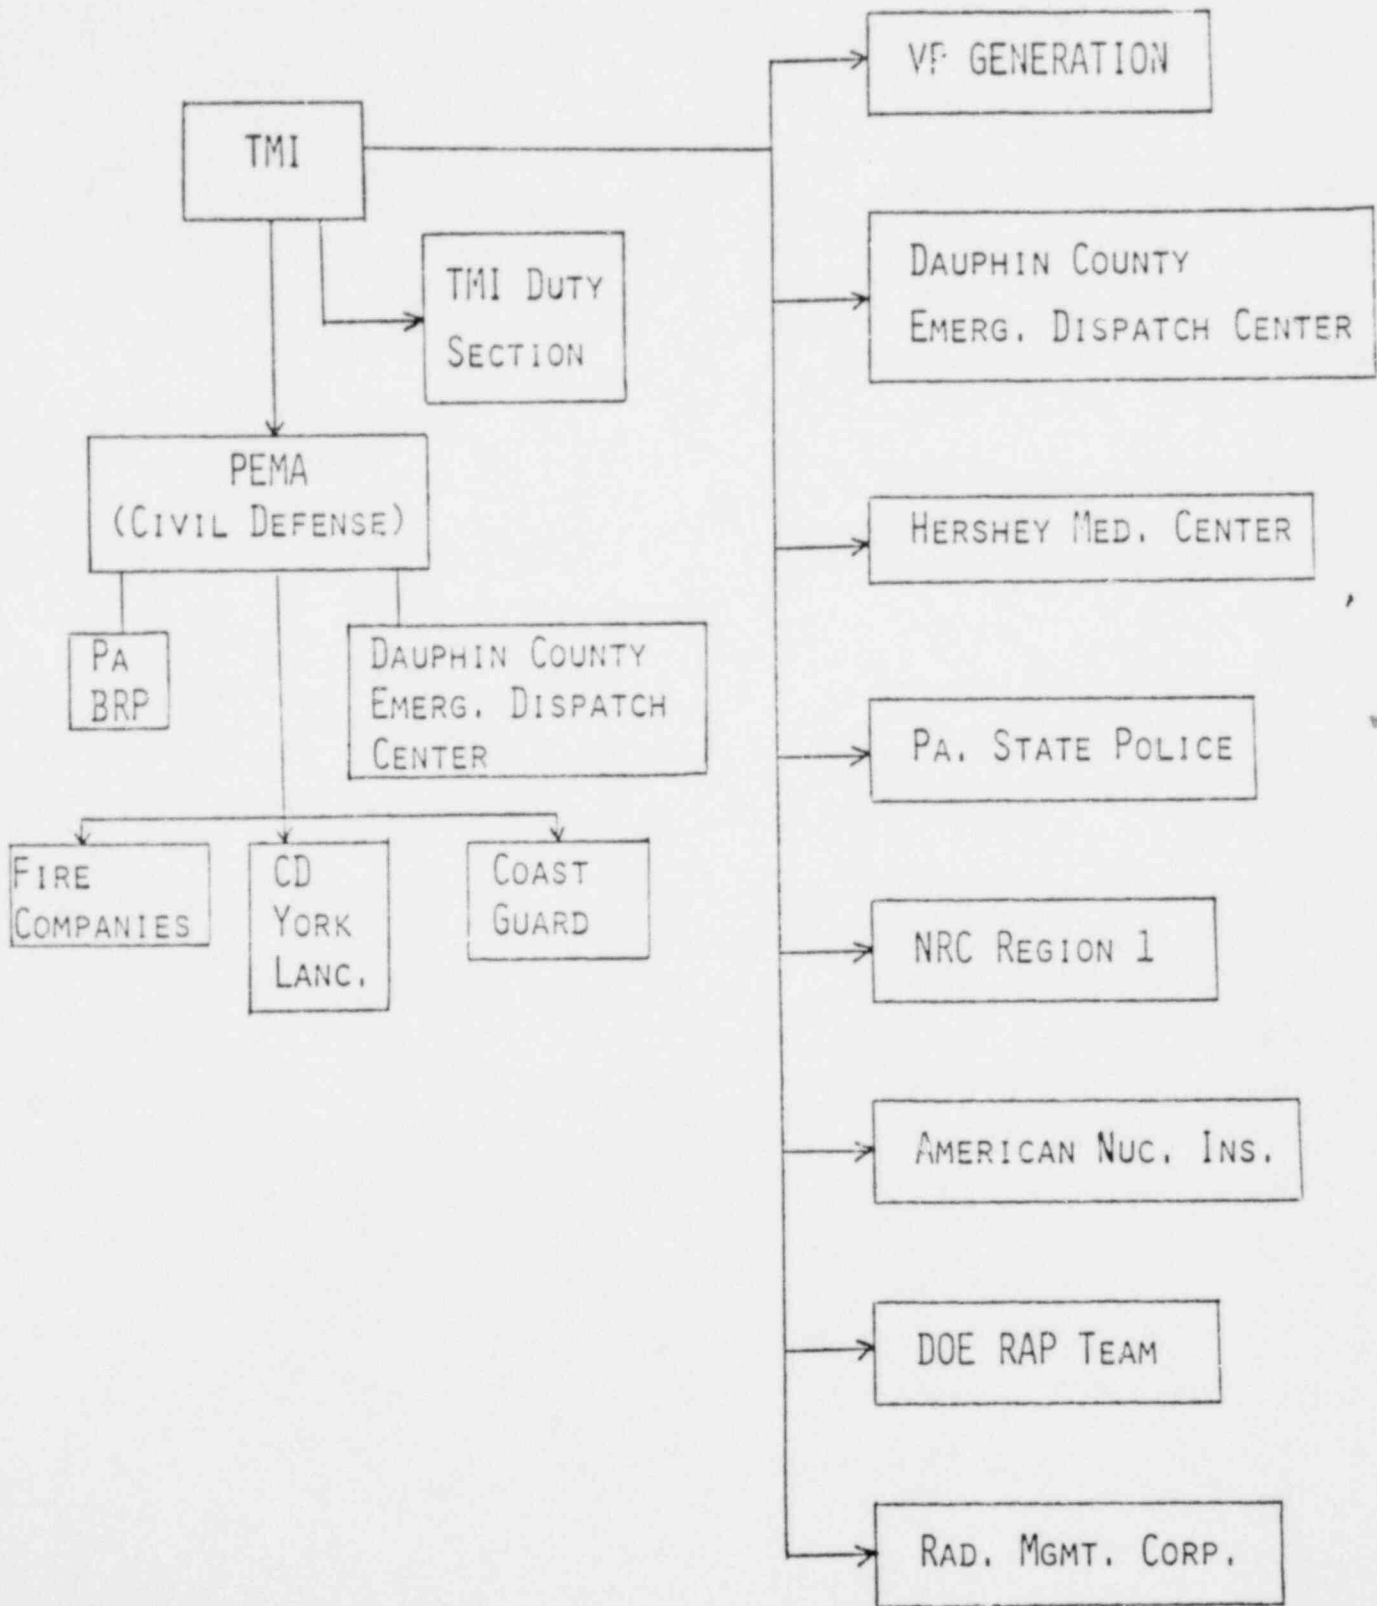 VP GENERATION
TMI
TMI DUTY
SECTION
DAUPHIN COUNTY
EMERG. DISPATCH CENTER
PEMA
(CIVIL DEFENSE)
HERSHEY MED. CENTER
PA
BRP
DAUPHIN COUNTY
EMERG. DISPATCH
CENTER
PA. STATE POLICE
FIRE
COMPANIES
CD
YORK
LANC.
COAST
GUARD
NRC REGION 1
AMERICAN NUC. INS.
DOE RAP TEAM
RAD. MGMT. CORP.